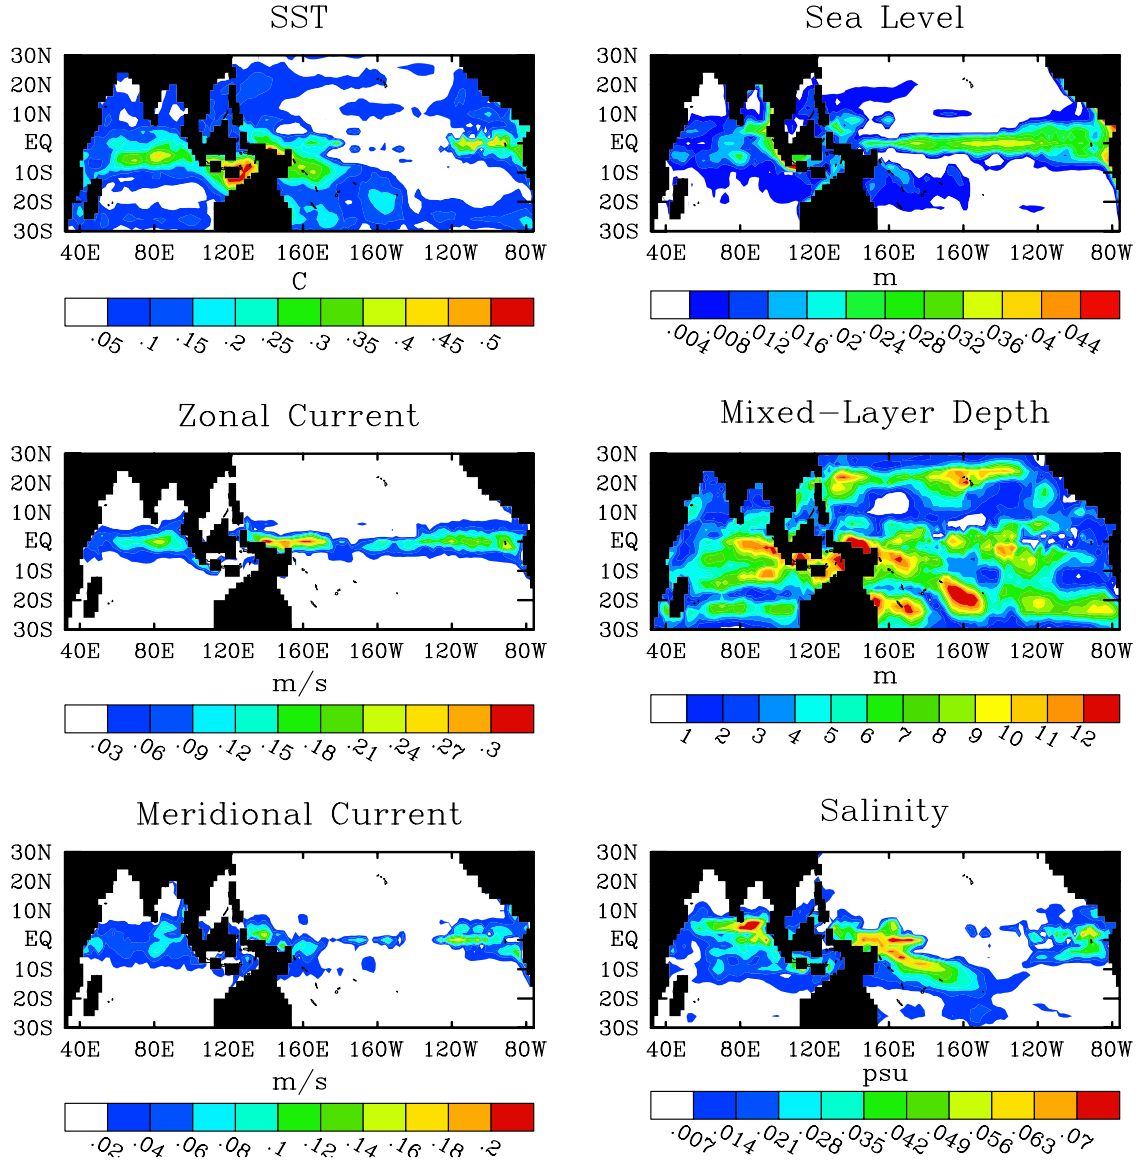 SST
30N
20N
10N
EQ
10S
20S
30S
40E 80E 120E 160E 160W 120W 80W
C
.05 .1 .15 .2 .25 .3 .35 .4 .45 .5
Sea Level
30N
20N
10N
EQ
10S
20S
30S
40E 80E 120E 160E 160W 120W 80W
m
.004 .008 .012 .016 .02 .024 .028 .032 .036 .04 .044
Zonal Current
30N
20N
10N
EQ
10S
20S
30S
40E 80E 120E 160E 160W 120W 80W
m/s
.03 .06 .09 .12 .15 .18 .21 .24 .27 .3
Mixed-Layer Depth
30N
20N
10N
EQ
10S
20S
30S
40E 80E 120E 160E 160W 120W 80W
m
1 2 3 4 5 6 7 8 9 10 11 12
Meridional Current
30N
20N
10N
EQ
10S
20S
30S
40E 80E 120E 160E 160W 120W 80W
m/s
.02 .04 .06 .08 .1 .12 .14 .16 .18 .2
Salinity
30N
20N
10N
EQ
10S
20S
30S
40E 80E 120E 160E 160W 120W 80W
psu
.007 .014 .021 .028 .035 .042 .049 .056 .063 .07